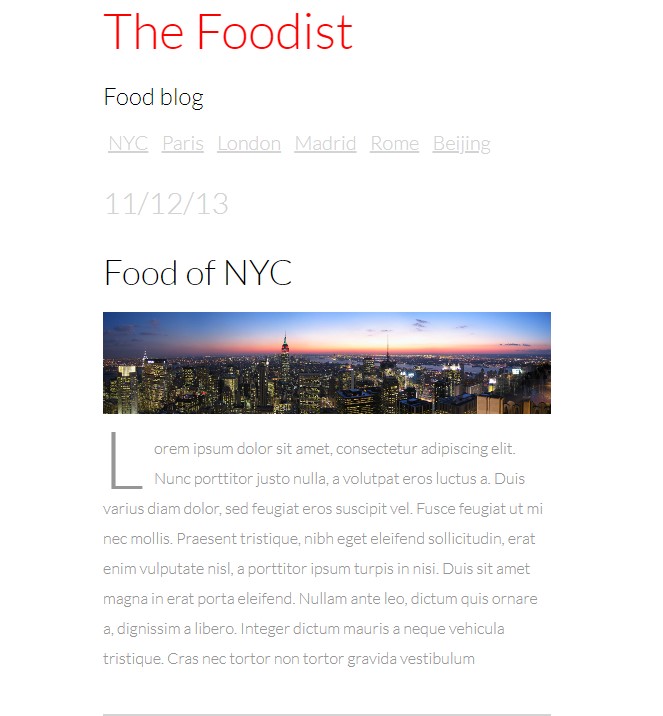 The Foodist
Food blog
NYC Paris London Madrid Rome Beijing
11/12/13
Food of NYC
Lorem ipsum dolor sit amet, consectetur adipiscing elit.
Nunc porttitor justo nulla, a volutpat eros luctus a. Duis
varius diam dolor, sed feugiat eros suscipit vel. Fusce feugiat ut mi
nec mollis. Praesent tristique, nibh eget eleifend sollicitudin, erat
enim vulputate nisl, a porttitor ipsum turpis in nisi. Duis sit amet
magna in erat porta eleifend. Nullam ante leo, dictum quis ornare
a, dignissim a libero. Integer dictum mauris a neque vehicula
tristique. Cras nec tortor non tortor gravida vestibulum